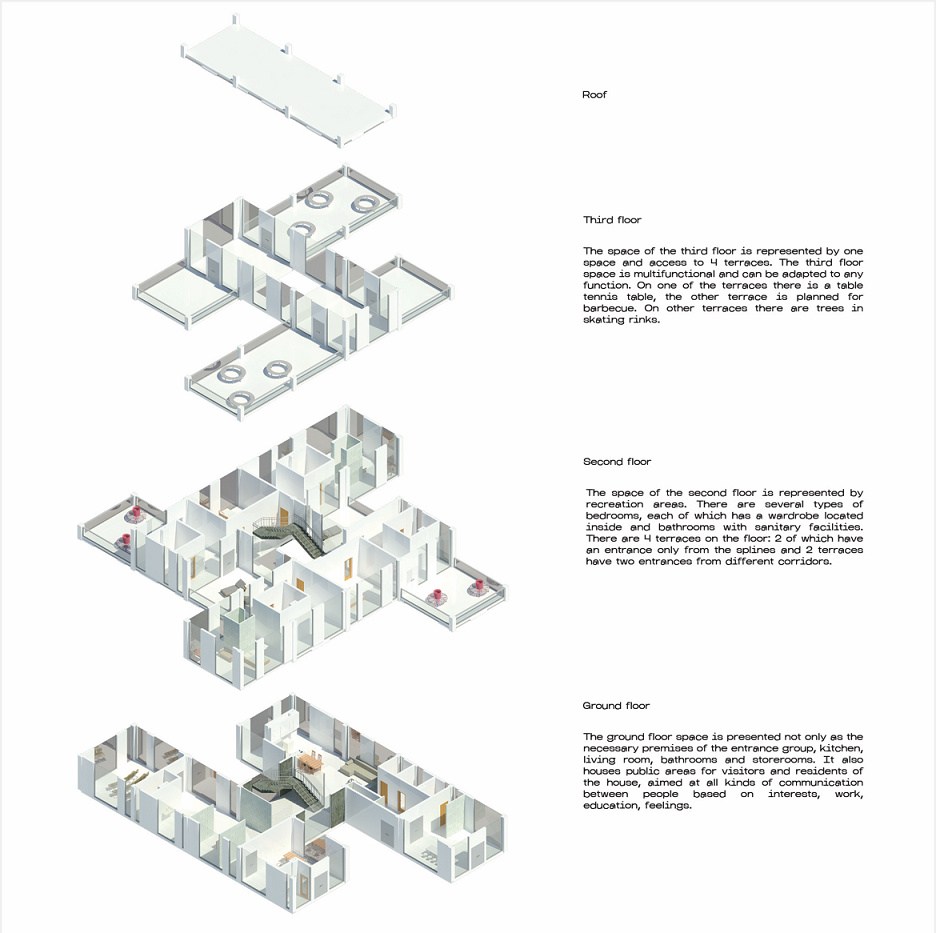 Roof
Third floor
The space of the third floor is represented by one
space and access to 4 terraces. The third floor
space is multifunctional and can be adapted to any
function. On one of the terraces there is a table
tennis table, the other terrace is planned for
barbecue. On other terraces there are trees in
skating rinks.
Second floor
The space of the second floor is represented by
recreation areas. There are several types of
bedrooms, each of which has a wardrobe located
inside and bathrooms with sanitary facilities.
There are 4 terraces on the floor: 2 of which have
an entrance only from the splines and 2 terraces
have two entrances from different corridors.
Ground floor
The ground floor space is presented not only as the
necessary premises of the entrance group, kitchen,
living room, bathrooms and storerooms. It also
houses public areas for visitors and residents of
the house, aimed at all kinds of communication
between people based on interests, work,
education, feelings.